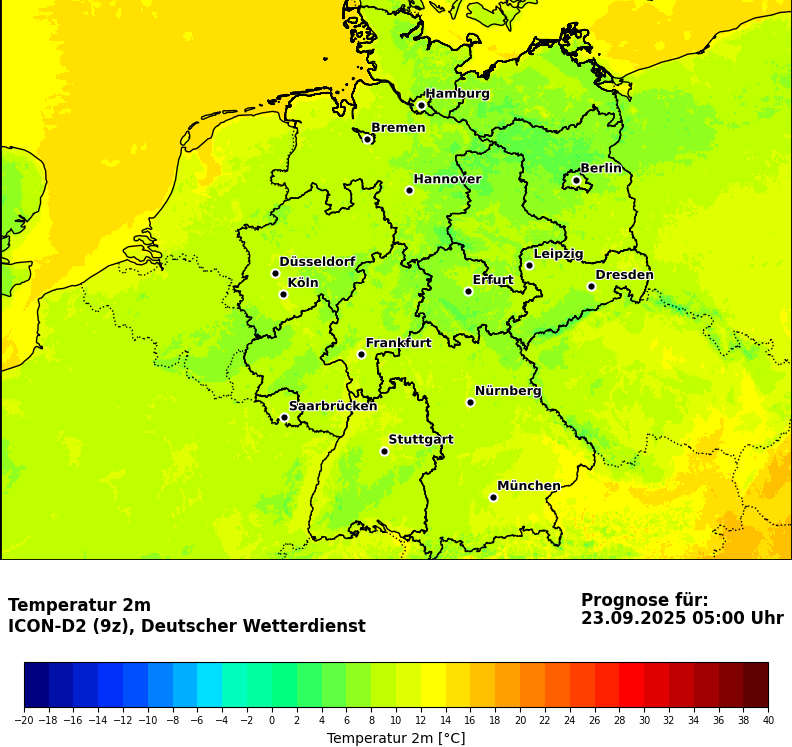 Hamburg
Bremen
Berlin
Hannover
Leipzig
Düsseldorf
Dresden
Köln
Erfurt
Frankfurt
Nürnberg
Saarbrücken
Stuttgart
München
Temperatur 2m
ICON-D2 (9z), Deutscher Wetterdienst
Prognose für:
23.09.2025 05:00 Uhr
−20 −18 −16 −14 −12 −10 −8 −6 −4 −2 0 2 4 6 8 10 12 14 16 18 20 22 24 26 28 30 32 34 36 38 40
Temperatur 2m [°C]